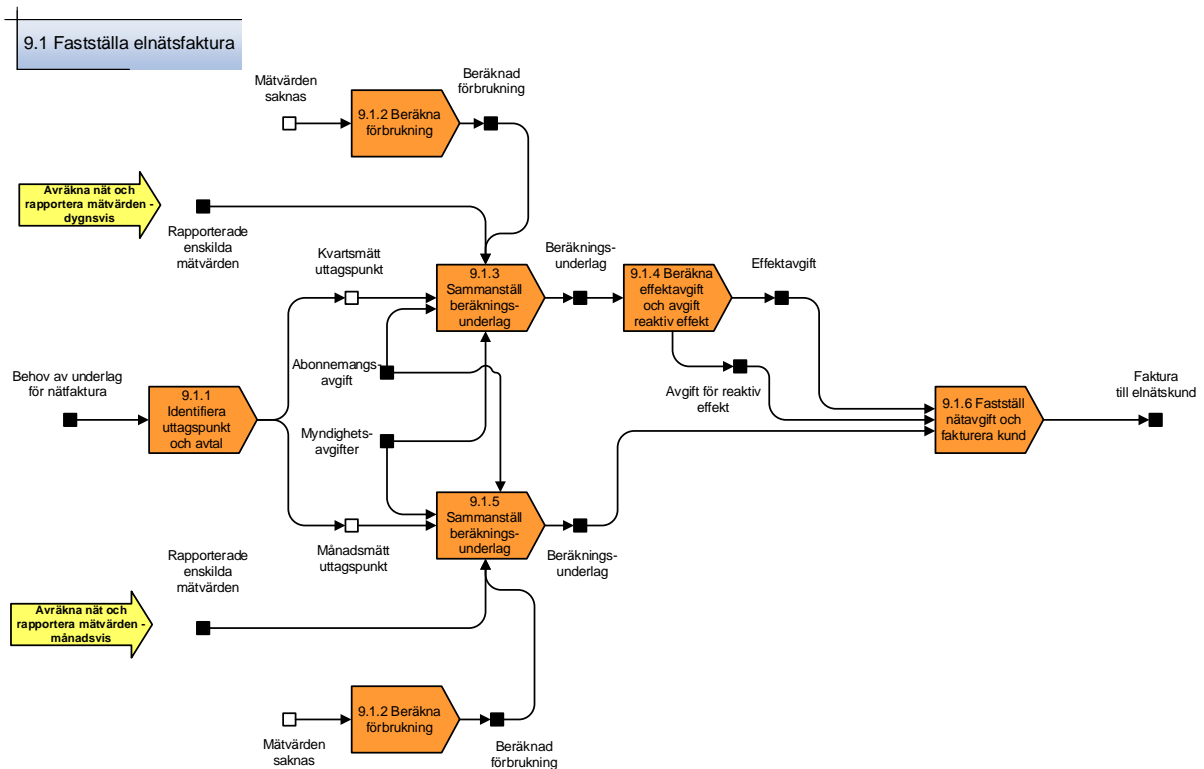 9.1 Fastställa elnätsfaktura
Mätvärden
saknas
9.1.2 Beräkna
förbrukning
Beräknad
förbrukning
Avräkna nät och
rapportera mätvärden -
dygnsvis
Rapporterade
enskilda
mätvärden
Kvartsmätt
uttagspunkt
9.1.3
Sammanställ
beräknings-
underlag
Beräknings-
underlag
9.1.4 Beräkna
effektavgift
och avgift
reaktiv effekt
Effektavgift
Behov av underlag
för nätfaktura
9.1.1
Identifiera
uttagspunkt
och avtal
Abonnemangs-
avgift
Avgift för reaktiv
effekt
Myndighets-
avgifter
9.1.6 Fastställ
nätavgift och
fakturera kund
Faktura
till elnätskund
Månadsmätt
uttagspunkt
9.1.5
Sammanställ
beräknings-
underlag
Beräknings-
underlag
Rapporterade
enskilda
mätvärden
Avräkna nät och
rapportera mätvärden -
månadsvis
Mätvärden
saknas
9.1.2 Beräkna
förbrukning
Beräknad
förbrukning